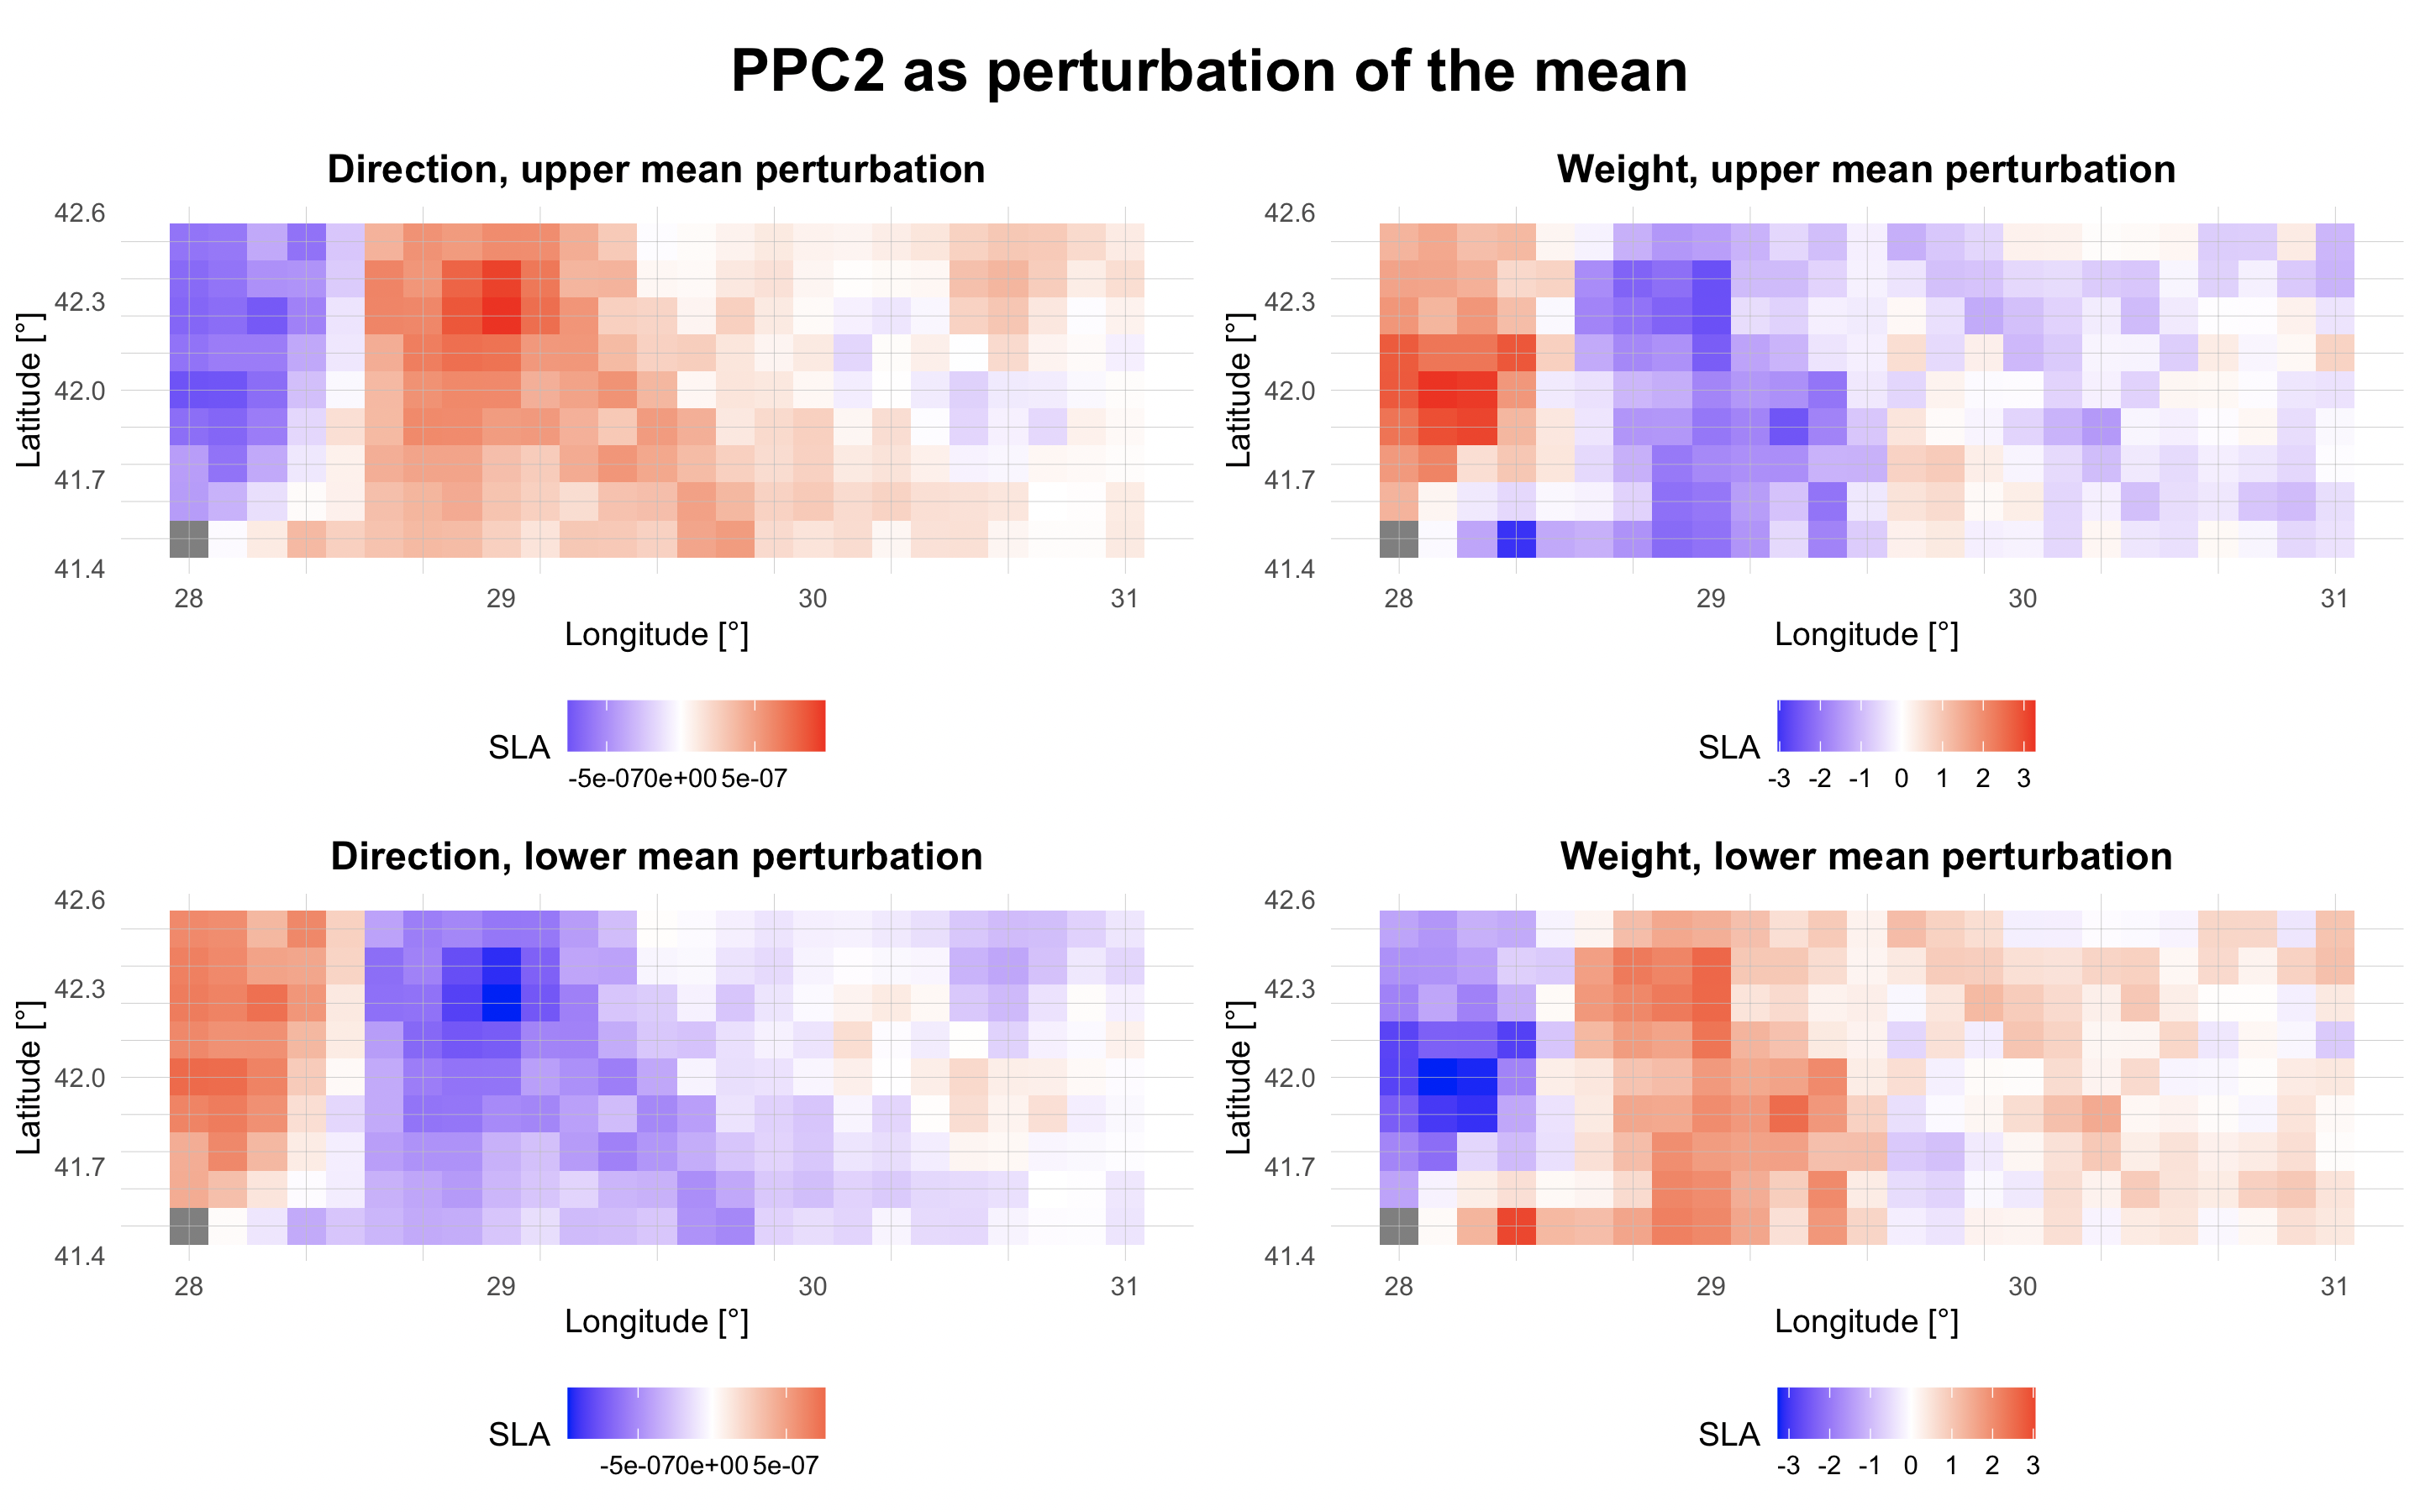 PPC2 as perturbation of the mean
Direction, upper mean perturbation
Latitude [°]
42.6
42.3
42.0
41.7
41.4
28 29 30 31
Longitude [°]
SLA
-5e-07 0e+00 5e-07
Weight, upper mean perturbation
Latitude [°]
42.6
42.3
42.0
41.7
41.4
28 29 30 31
Longitude [°]
SLA
-3 -2 -1 0 1 2 3
Direction, lower mean perturbation
Latitude [°]
42.6
42.3
42.0
41.7
41.4
28 29 30 31
Longitude [°]
SLA
-5e-07 0e+00 5e-07
Weight, lower mean perturbation
Latitude [°]
42.6
42.3
42.0
41.7
41.4
28 29 30 31
Longitude [°]
SLA
-3 -2 -1 0 1 2 3